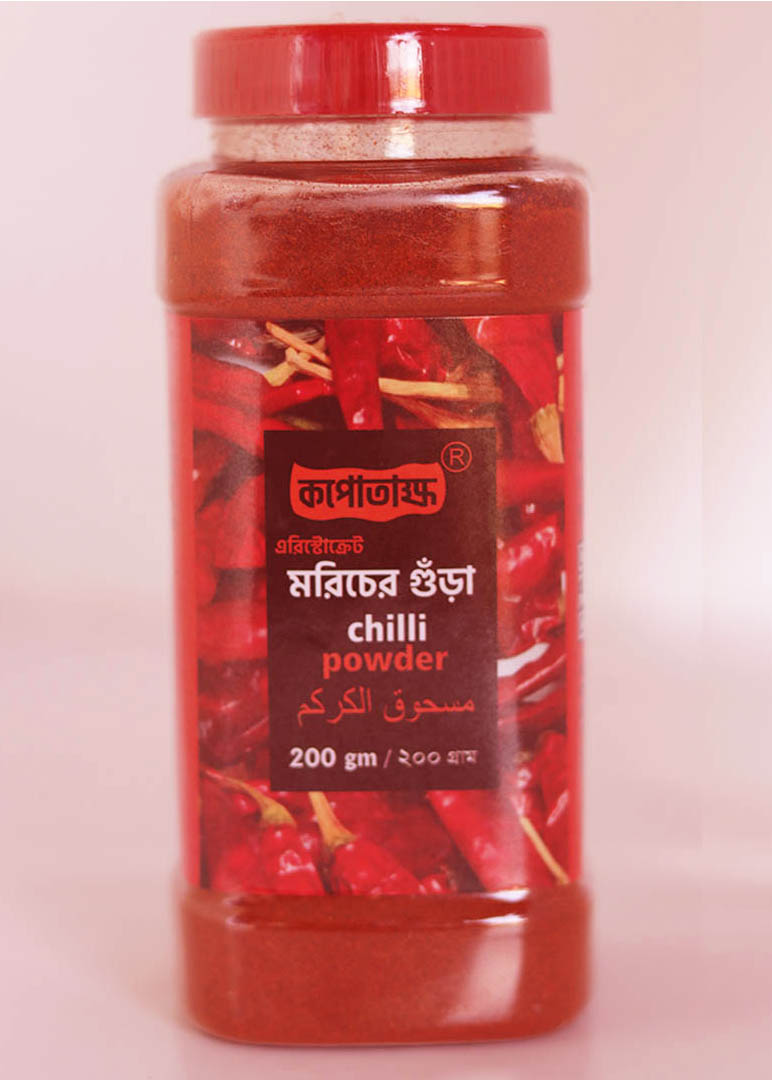 কপোতাক্ষ ®
এরিস্টোক্রেট
মরিচের গুঁড়া
chilli
powder
مسحوق الكركم
200 gm / ২০০ গ্রাম